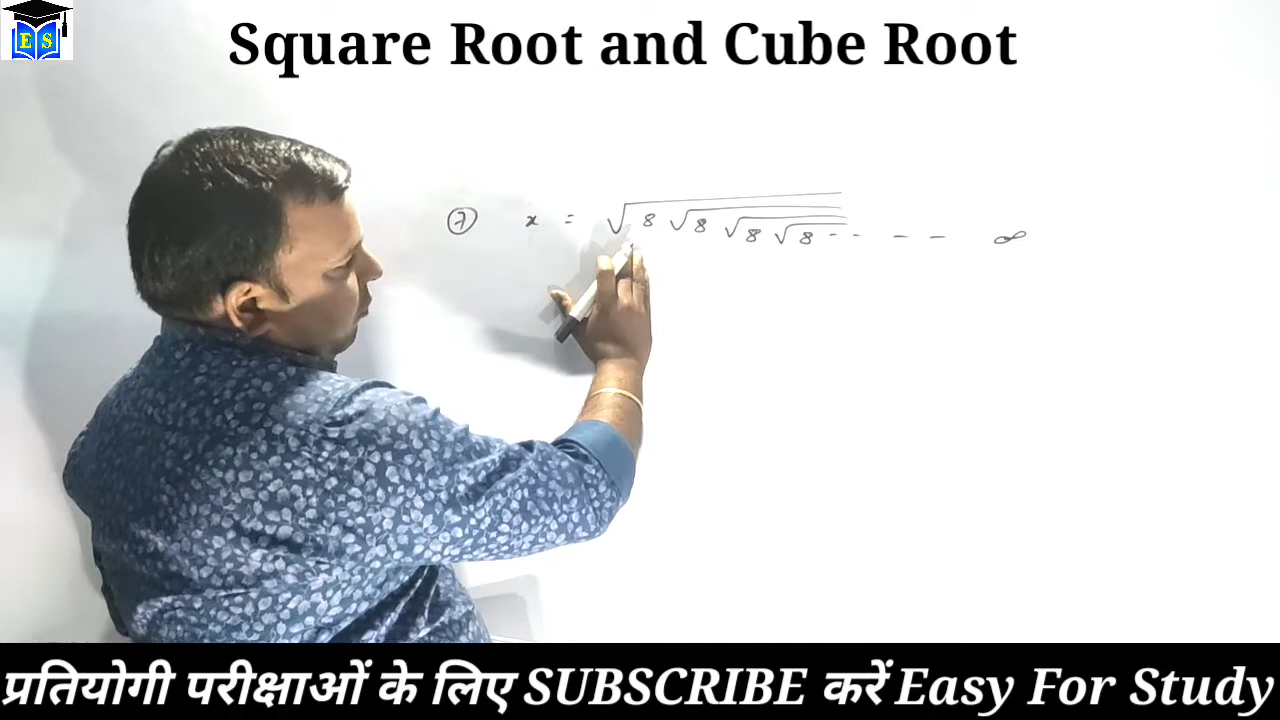 E S
Square Root and Cube Root
⑦ x = √8 √8 √8 √8 - - - - ∞
प्रतियोगी परीक्षाओं के लिए SUBSCRIBE करें Easy For Study